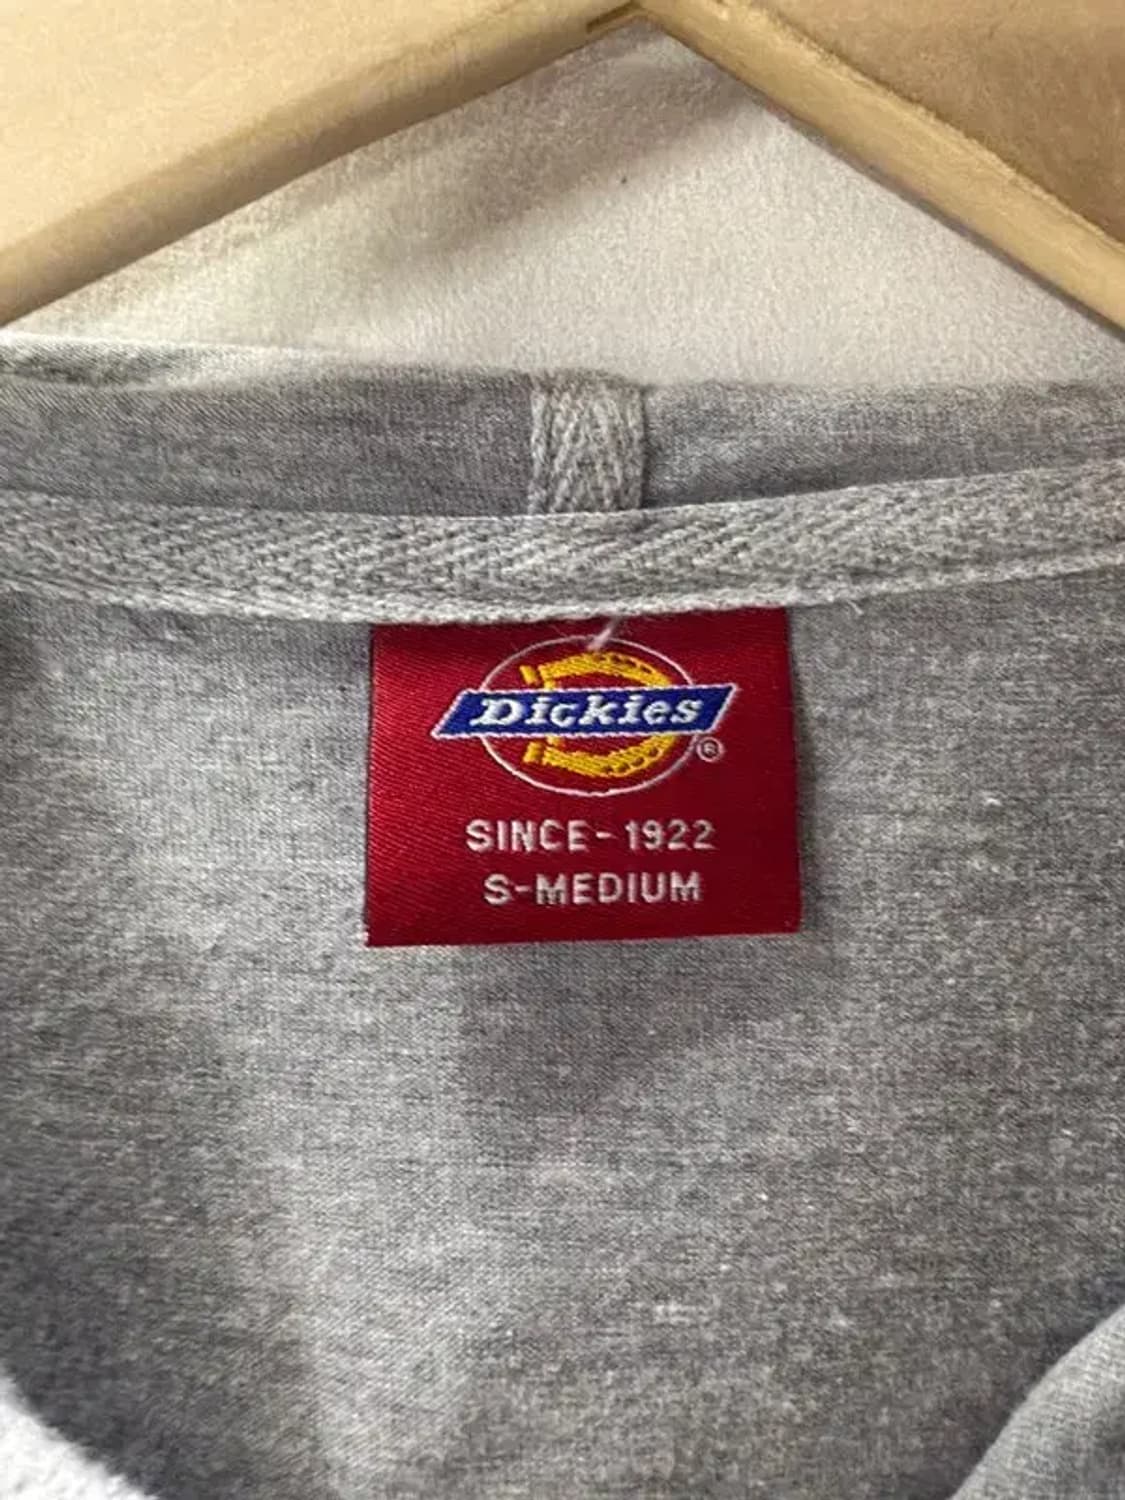 Dickies
®
SINCE-1922
S-MEDIUM